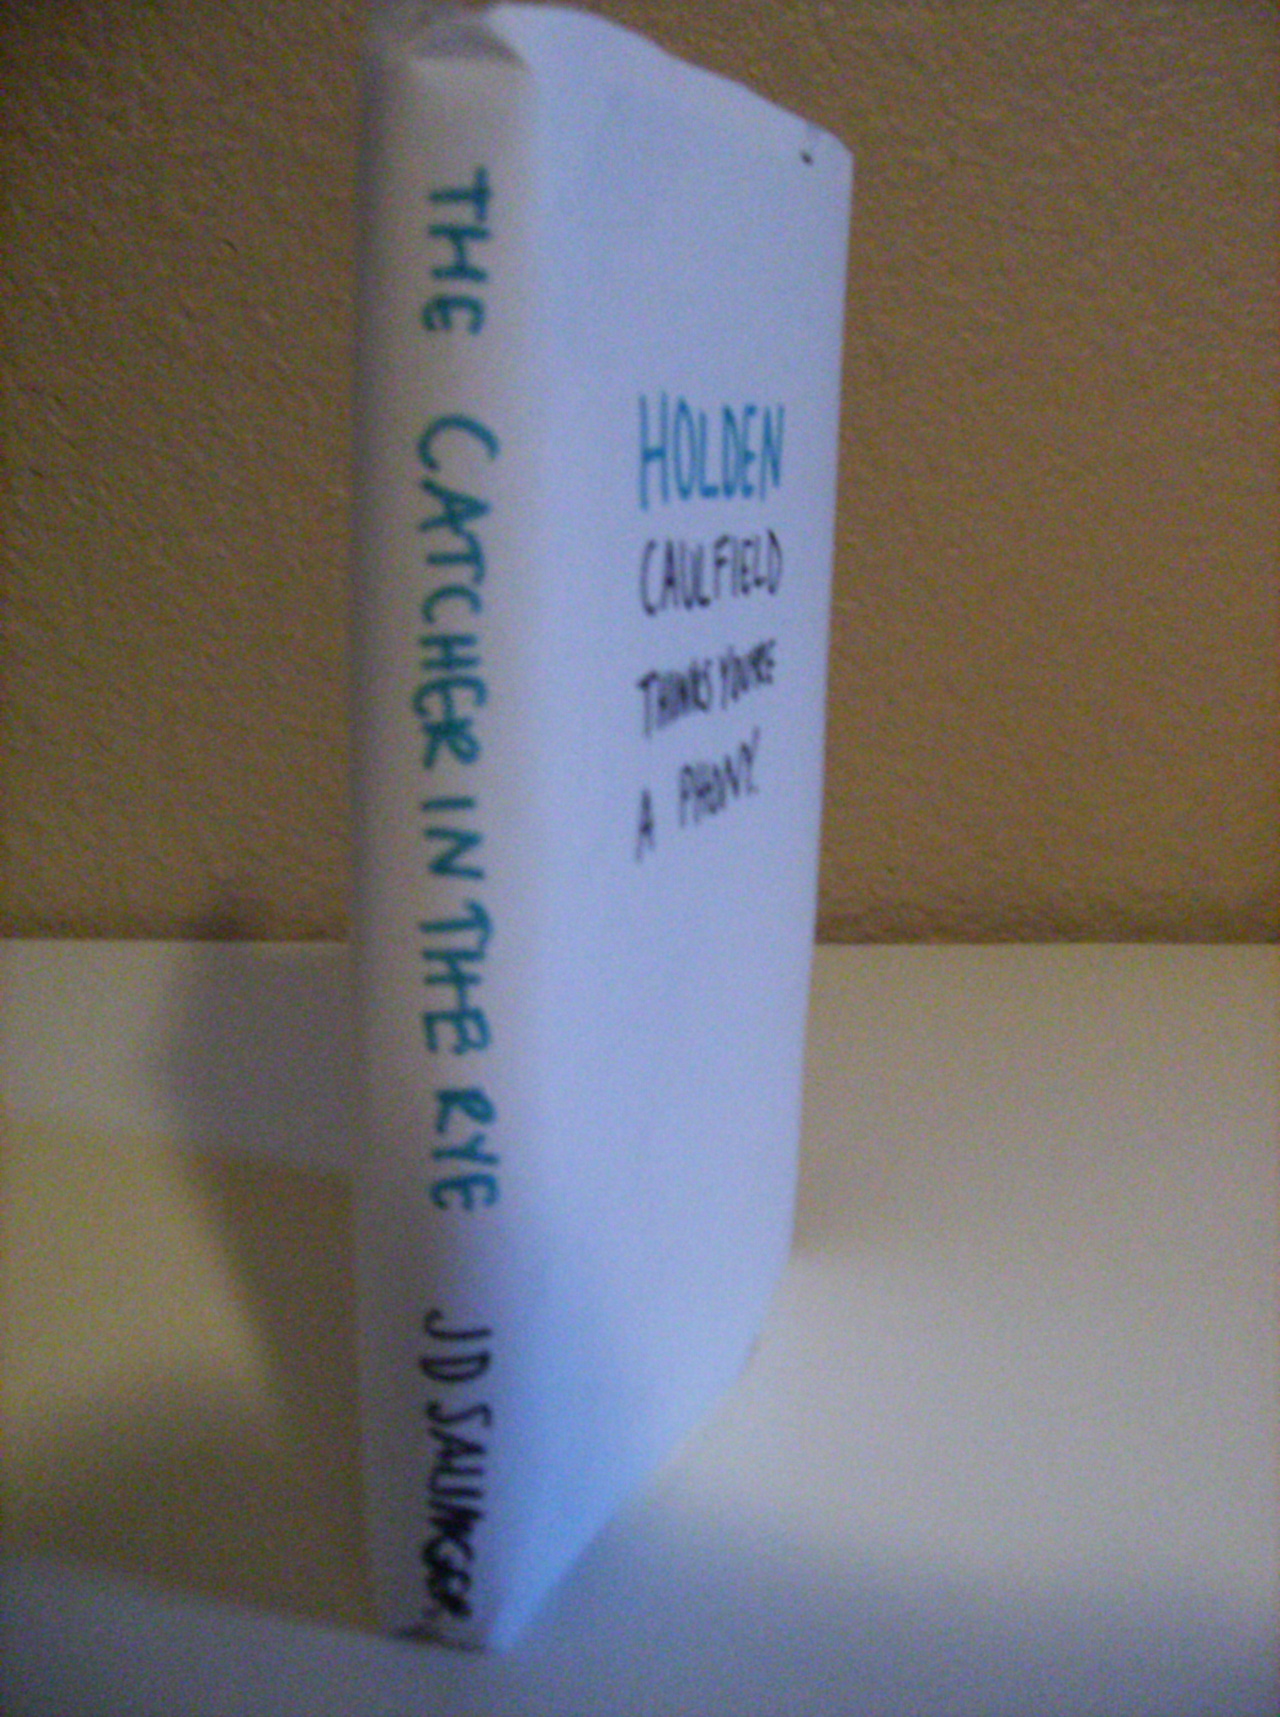 THE CATCHER IN THE RYE JD SALINGER
HOLDEN
CAULFIELD
THINKS YOU'RE
A PHONY.